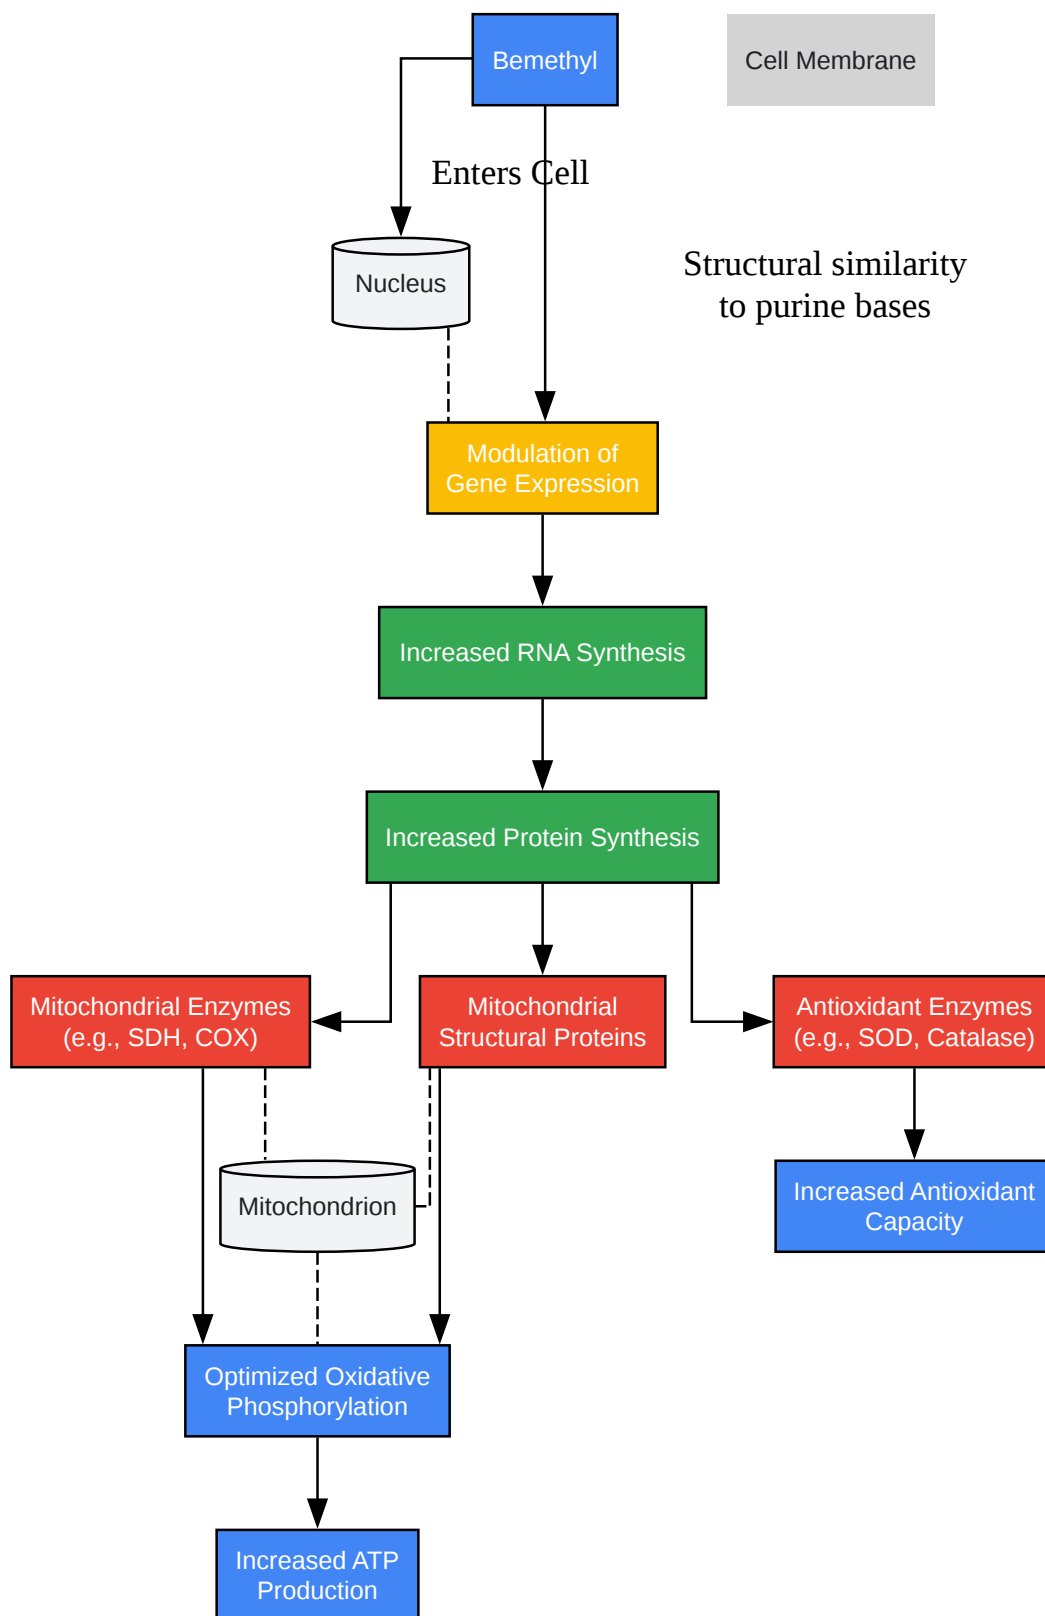 Bemethyl
Cell Membrane
Enters Cell
Structural similarity
to purine bases
Nucleus
Modulation of
Gene Expression
Increased RNA Synthesis
Increased Protein Synthesis
Mitochondrial Enzymes
(e.g., SDH, COX)
Mitochondrial
Structural Proteins
Antioxidant Enzymes
(e.g., SOD, Catalase)
Mitochondrion
Increased Antioxidant
Capacity
Optimized Oxidative
Phosphorylation
Increased ATP
Production